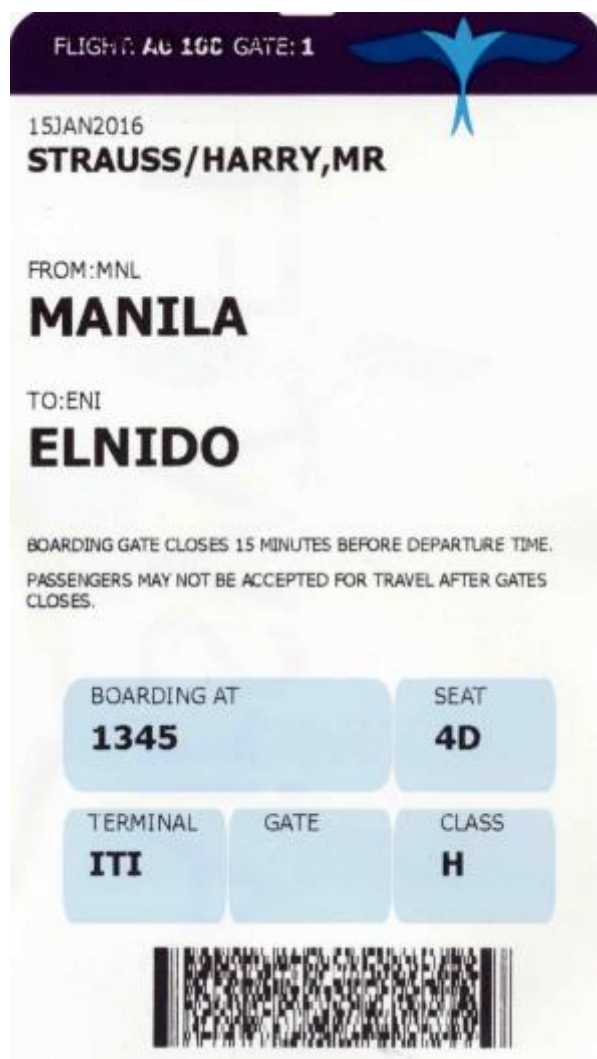 FLIGHT: GATE: 1
15JAN2016
STRAUSS/HARRY,MR
FROM:MNL
MANILA
TO:ENI
ELNIDO
BOARDING GATE CLOSES 15 MINUTES BEFORE DEPARTURE TIME.
PASSENGERS MAY NOT BE ACCEPTED FOR TRAVEL AFTER GATES
CLOSES.
BOARDING AT SEAT
1345 4D
TERMINAL GATE CLASS
ITI H